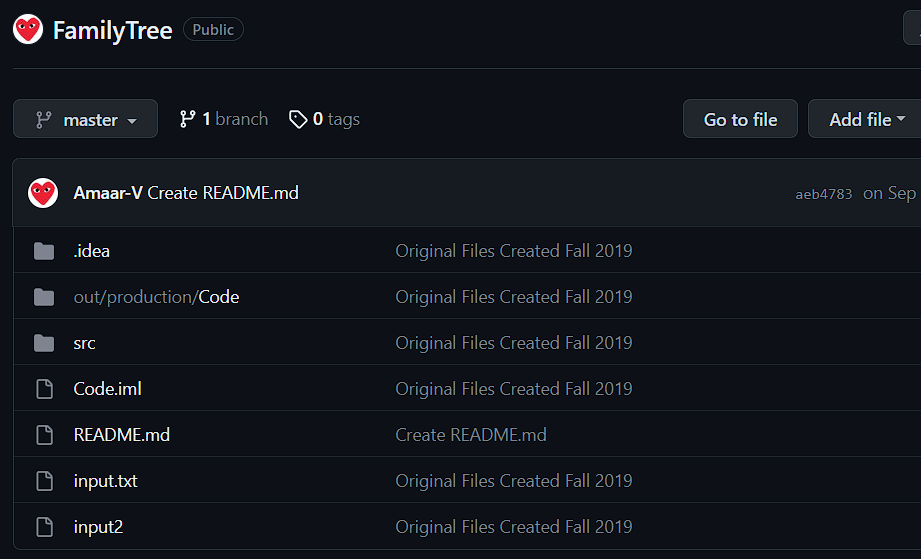 FamilyTree Public
master 1 branch 0 tags Go to file Add file
Amaar-V Create README.md aeb4783 on Sep
.idea Original Files Created Fall 2019
out/production/Code Original Files Created Fall 2019
src Original Files Created Fall 2019
Code.iml Original Files Created Fall 2019
README.md Create README.md
input.txt Original Files Created Fall 2019
input2 Original Files Created Fall 2019